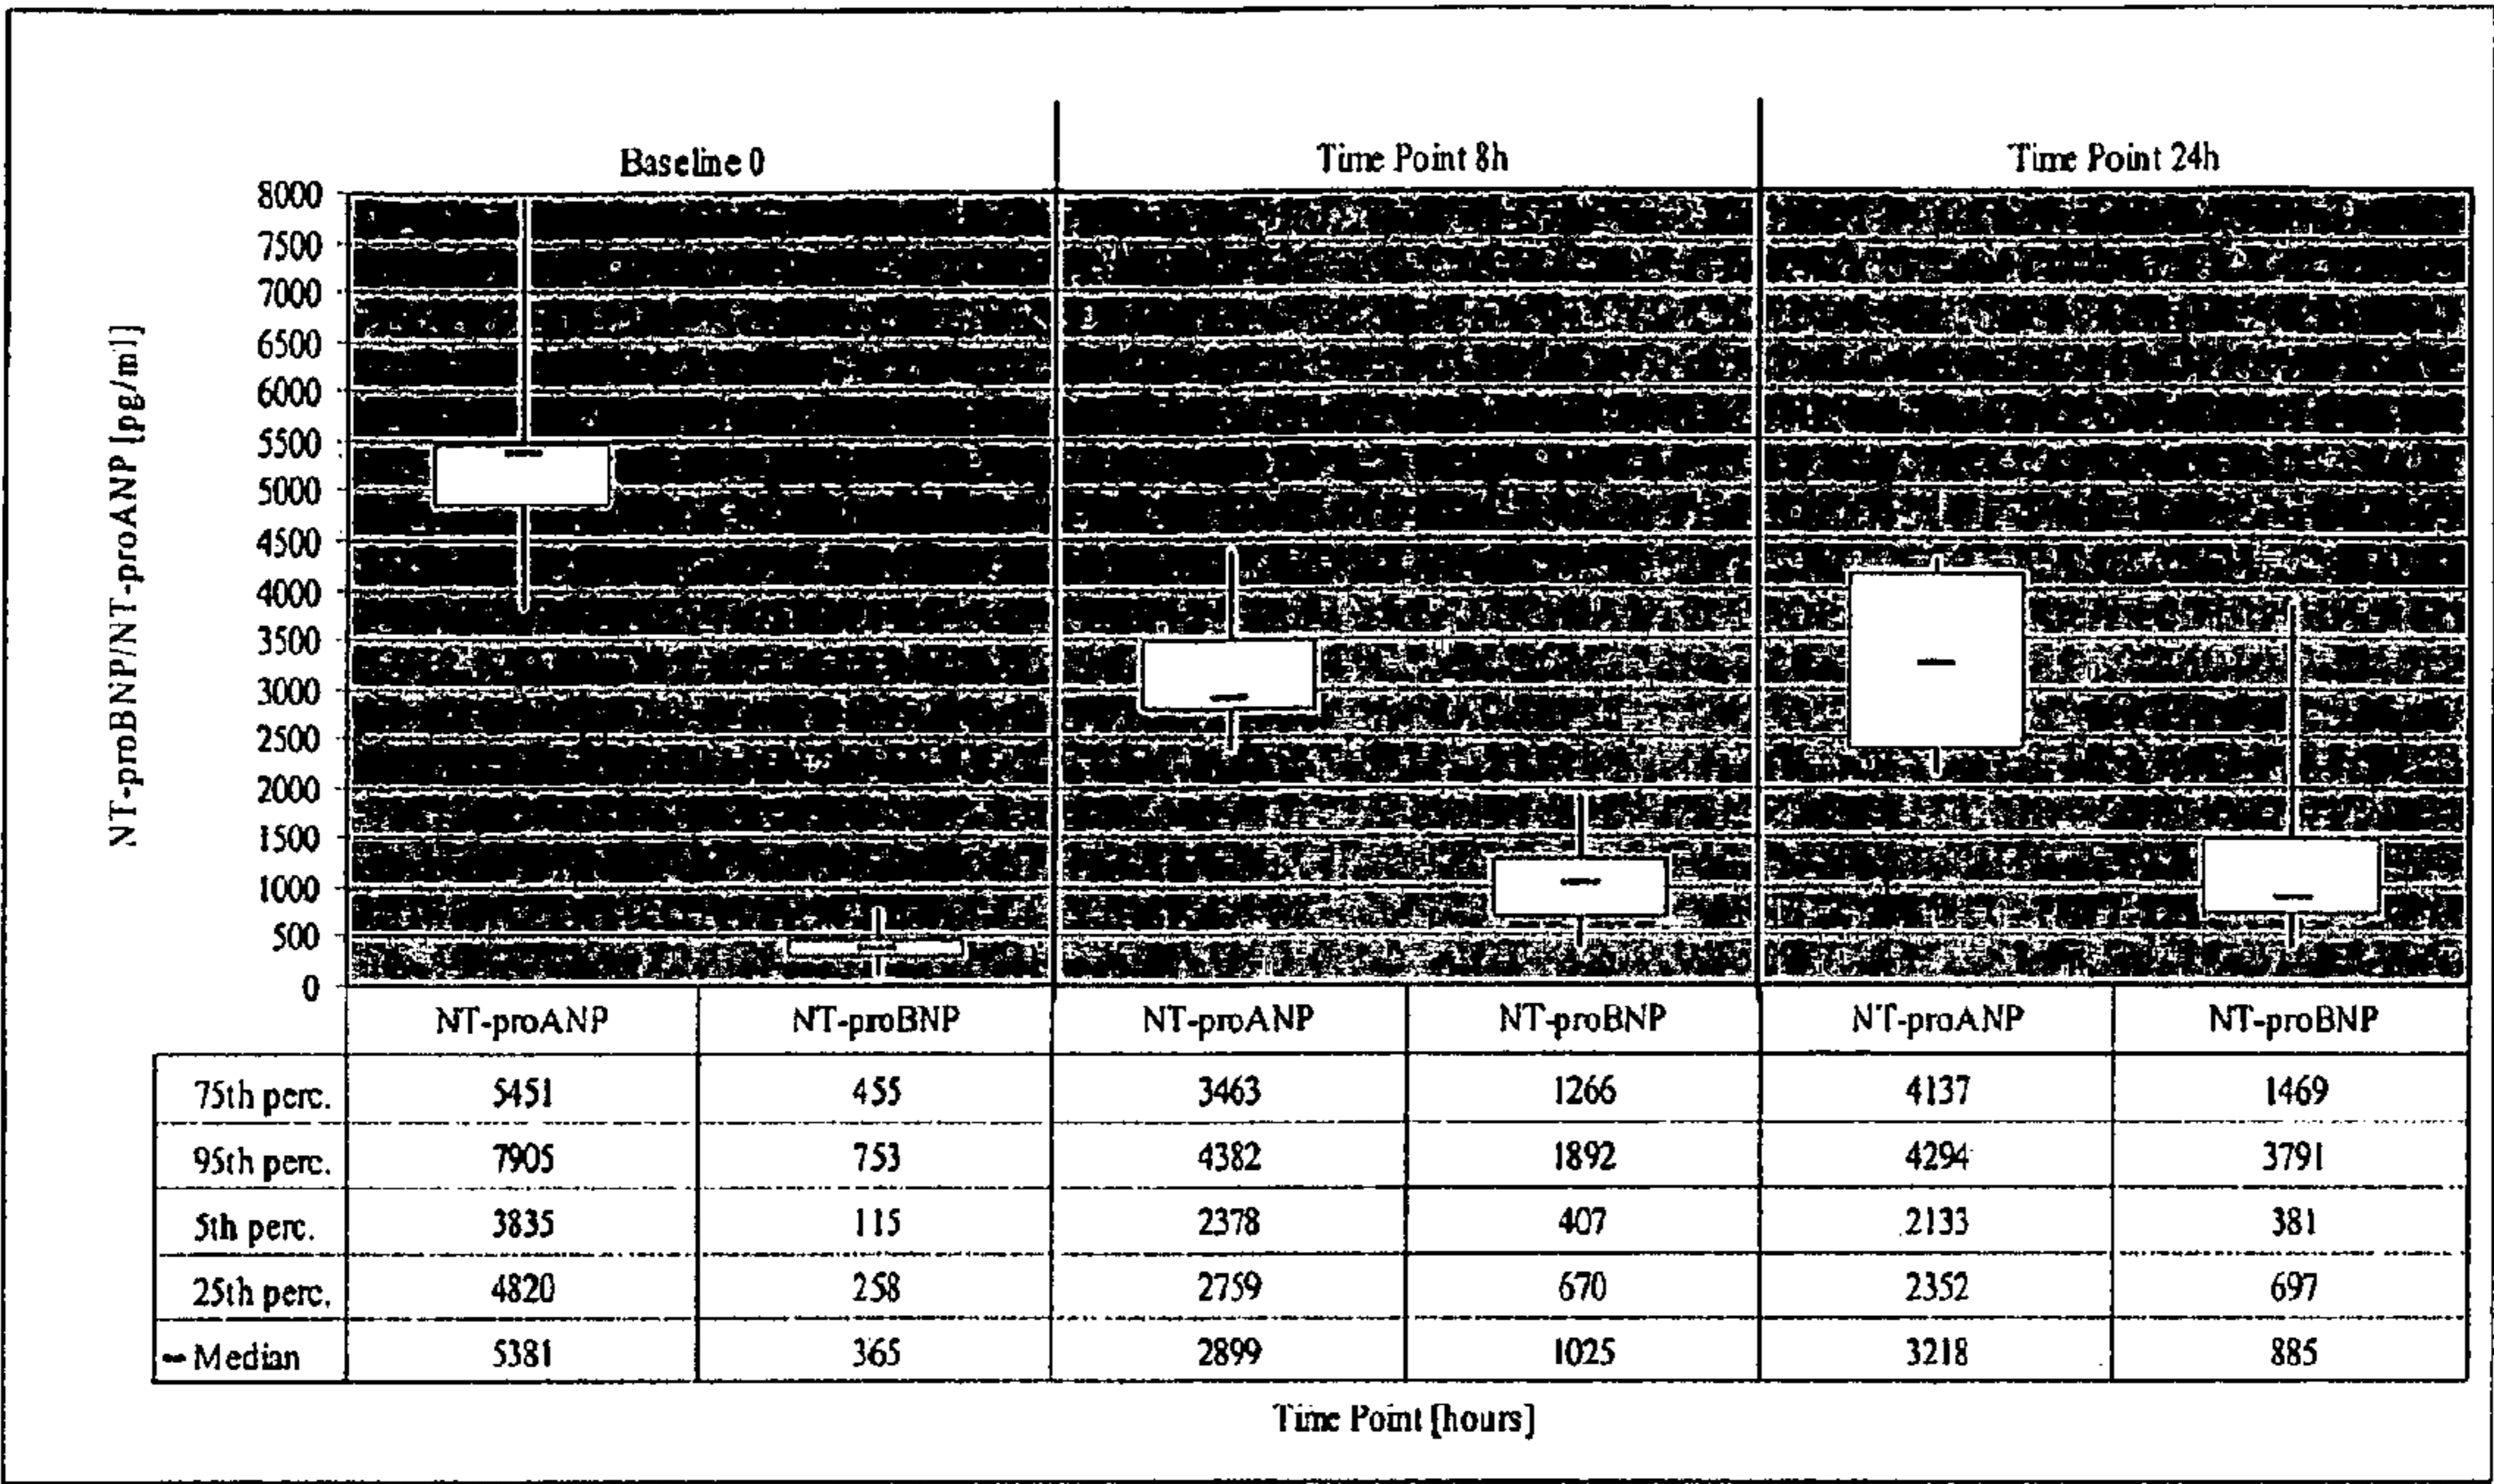 Baseline 0 Time Point 8h Time Point 24h
NT-proBNP/NT-proANP [pg/ml]
8000
7500
7000
6500
6000
5500
5000
4500
4000
3500
3000
2500
2000
1500
1000
500
0
NT-proANP NT-proBNP NT-proANP NT-proBNP NT-proANP NT-proBNP
75th perc. 5451 455 3463 1266 4137 1469
95th perc. 7905 753 4382 1892 4294 3791
5th perc. 3835 115 2378 407 2133 381
25th perc. 4820 258 2759 670 2352 697
Median 5381 365 2899 1025 3218 885
Time Point [hours]